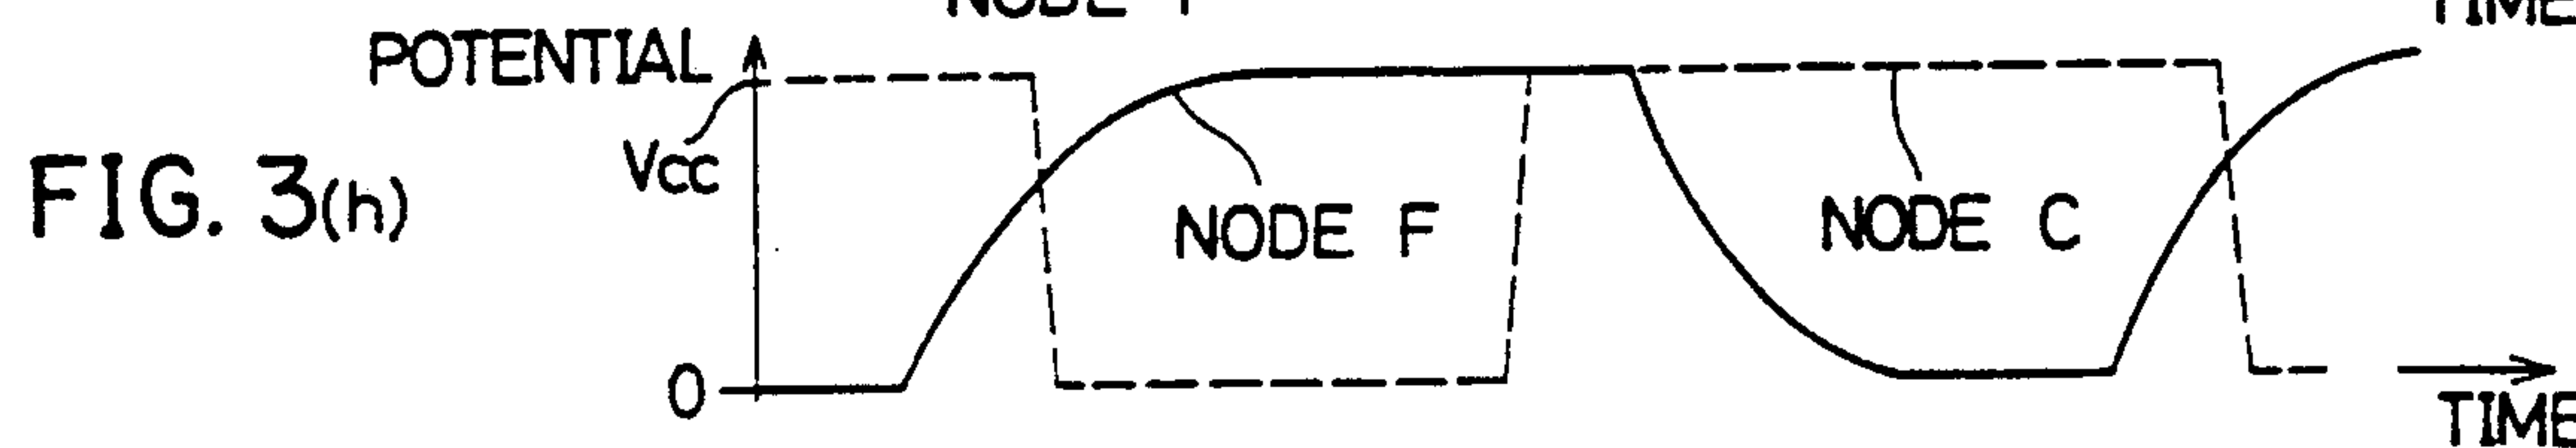 POTENTIAL
Vcc
FIG. 3(h)
NODE F
NODE C
0
TIME